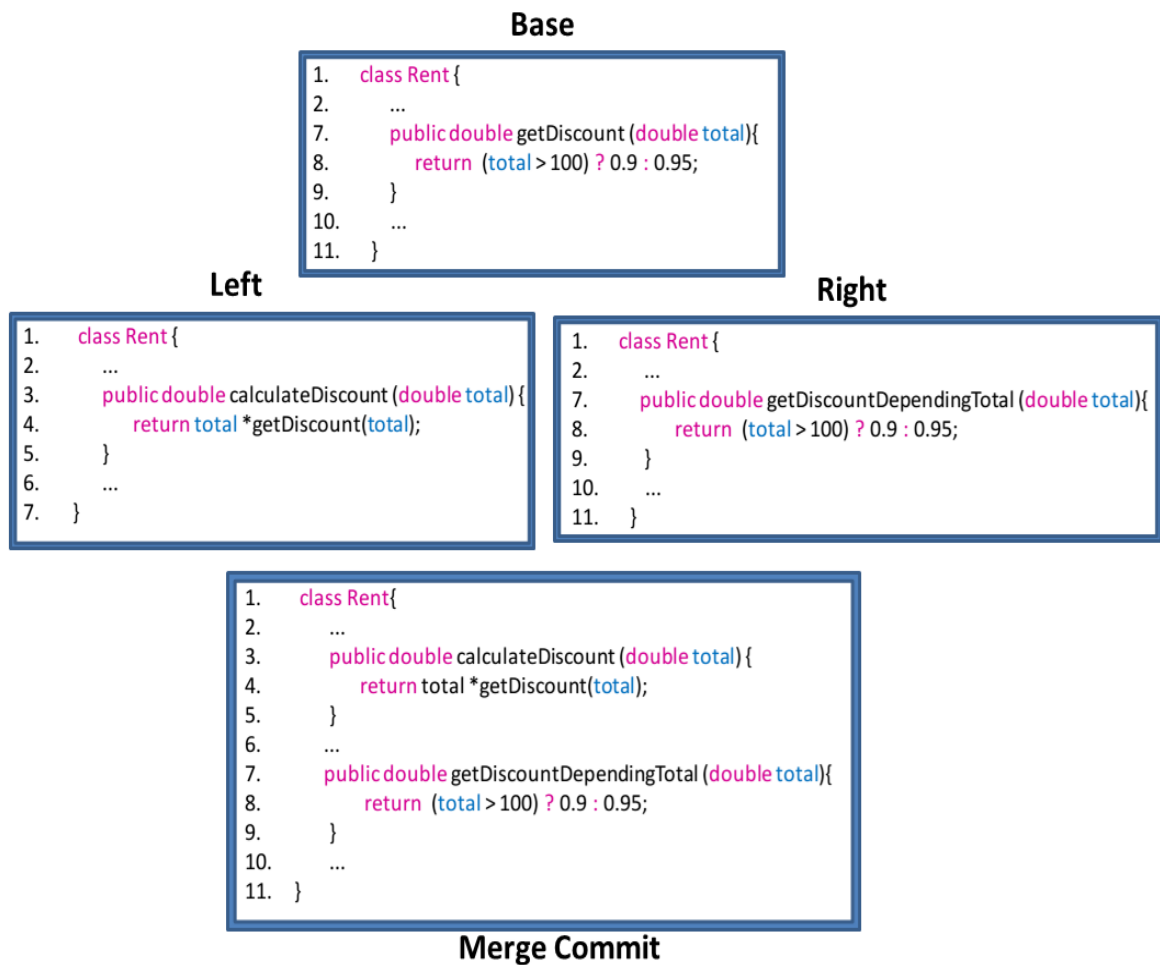 Base
1. class Rent {
2. ...
7. public double getDiscount (double total){
8. return (total > 100) ? 0.9 : 0.95;
9. }
10. ...
11. }
Left
1. class Rent {
2. ...
3. public double calculateDiscount (double total) {
4. return total *getDiscount(total);
5. }
6. ...
7. }
Right
1. class Rent {
2. ...
7. public double getDiscountDependingTotal (double total){
8. return (total > 100) ? 0.9 : 0.95;
9. }
10. ...
11. }
1. class Rent{
2. ...
3. public double calculateDiscount (double total) {
4. return total *getDiscount(total);
5. }
6. ...
7. public double getDiscountDependingTotal (double total){
8. return (total > 100) ? 0.9 : 0.95;
9. }
10. ...
11. }
Merge Commit